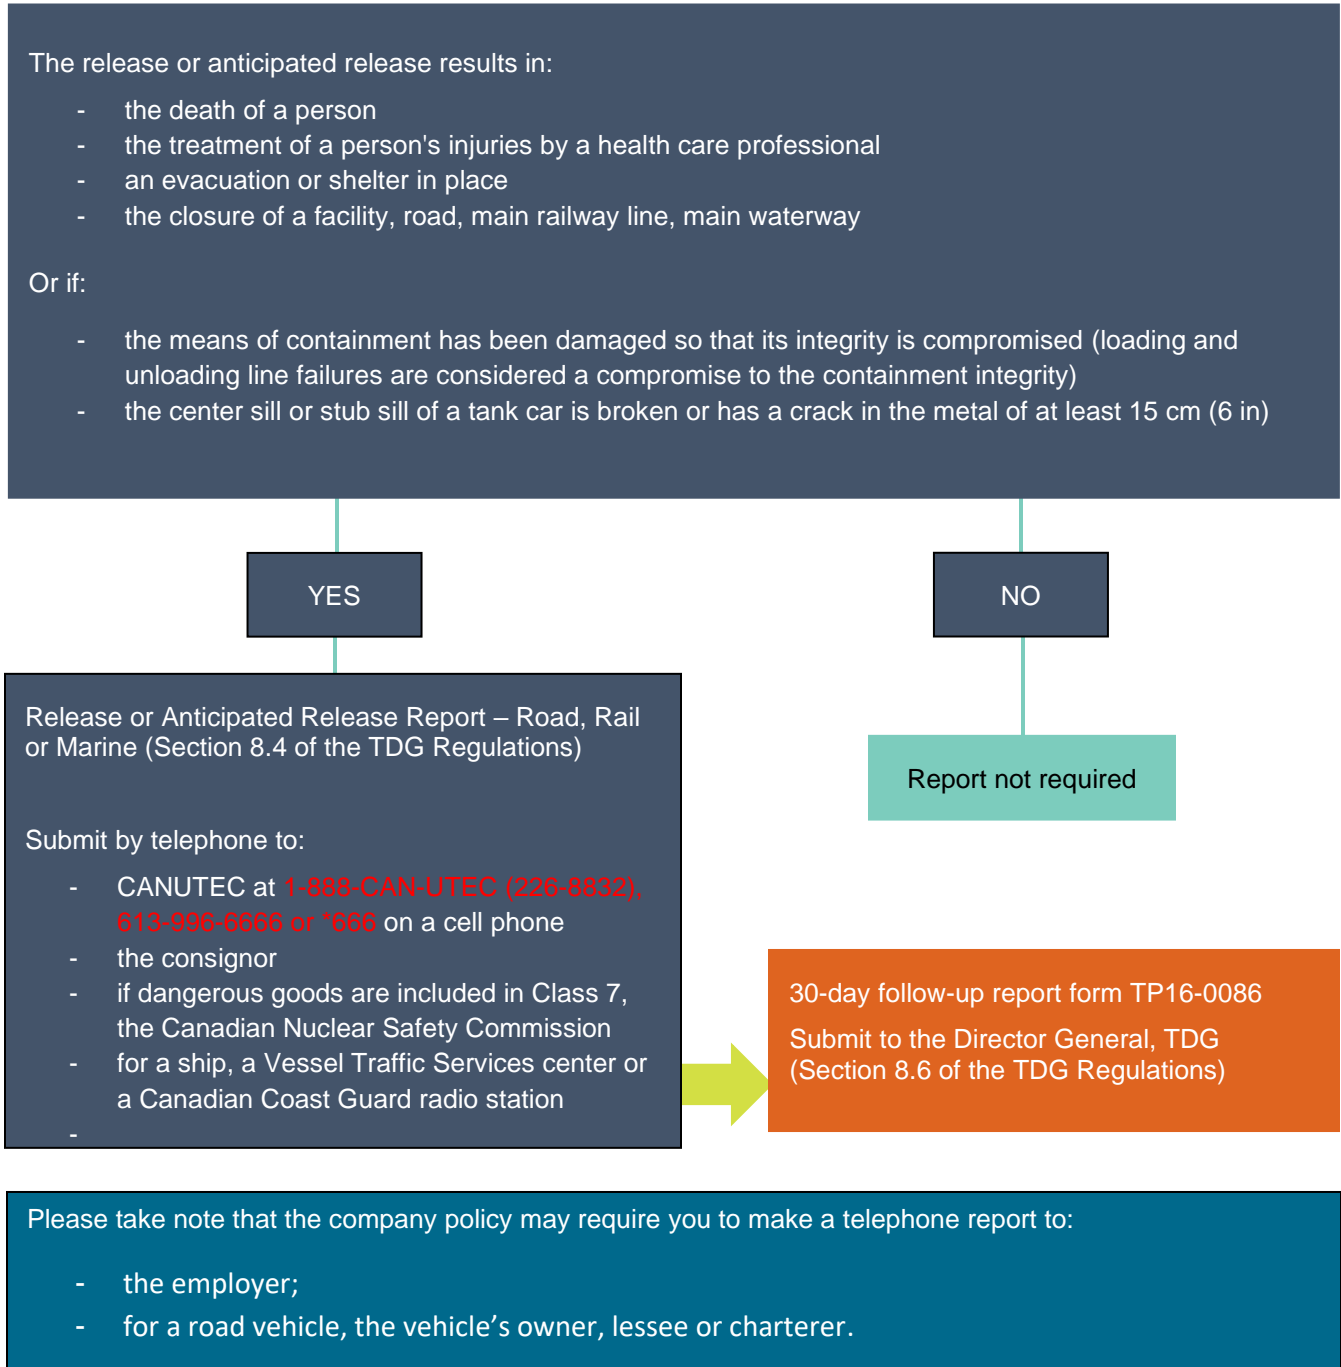 The release or anticipated release results in:
- the death of a person
- the treatment of a person's injuries by a health care professional
- an evacuation or shelter in place
- the closure of a facility, road, main railway line, main waterway
Or if:
- the means of containment has been damaged so that its integrity is compromised (loading and
unloading line failures are considered a compromise to the containment integrity)
- the center sill or stub sill of a tank car is broken or has a crack in the metal of at least 15 cm (6 in)
YES
NO
Release or Anticipated Release Report – Road, Rail
or Marine (Section 8.4 of the TDG Regulations)
Submit by telephone to:
- CANUTEC at 1-888-CAN-UTEC (226-8832),
613-996-6666 or *666 on a cell phone
- the consignor
- if dangerous goods are included in Class 7,
the Canadian Nuclear Safety Commission
- for a ship, a Vessel Traffic Services center or
a Canadian Coast Guard radio station
-
Report not required
30-day follow-up report form TP16-0086
Submit to the Director General, TDG
(Section 8.6 of the TDG Regulations)
Please take note that the company policy may require you to make a telephone report to:
- the employer;
- for a road vehicle, the vehicle’s owner, lessee or charterer.